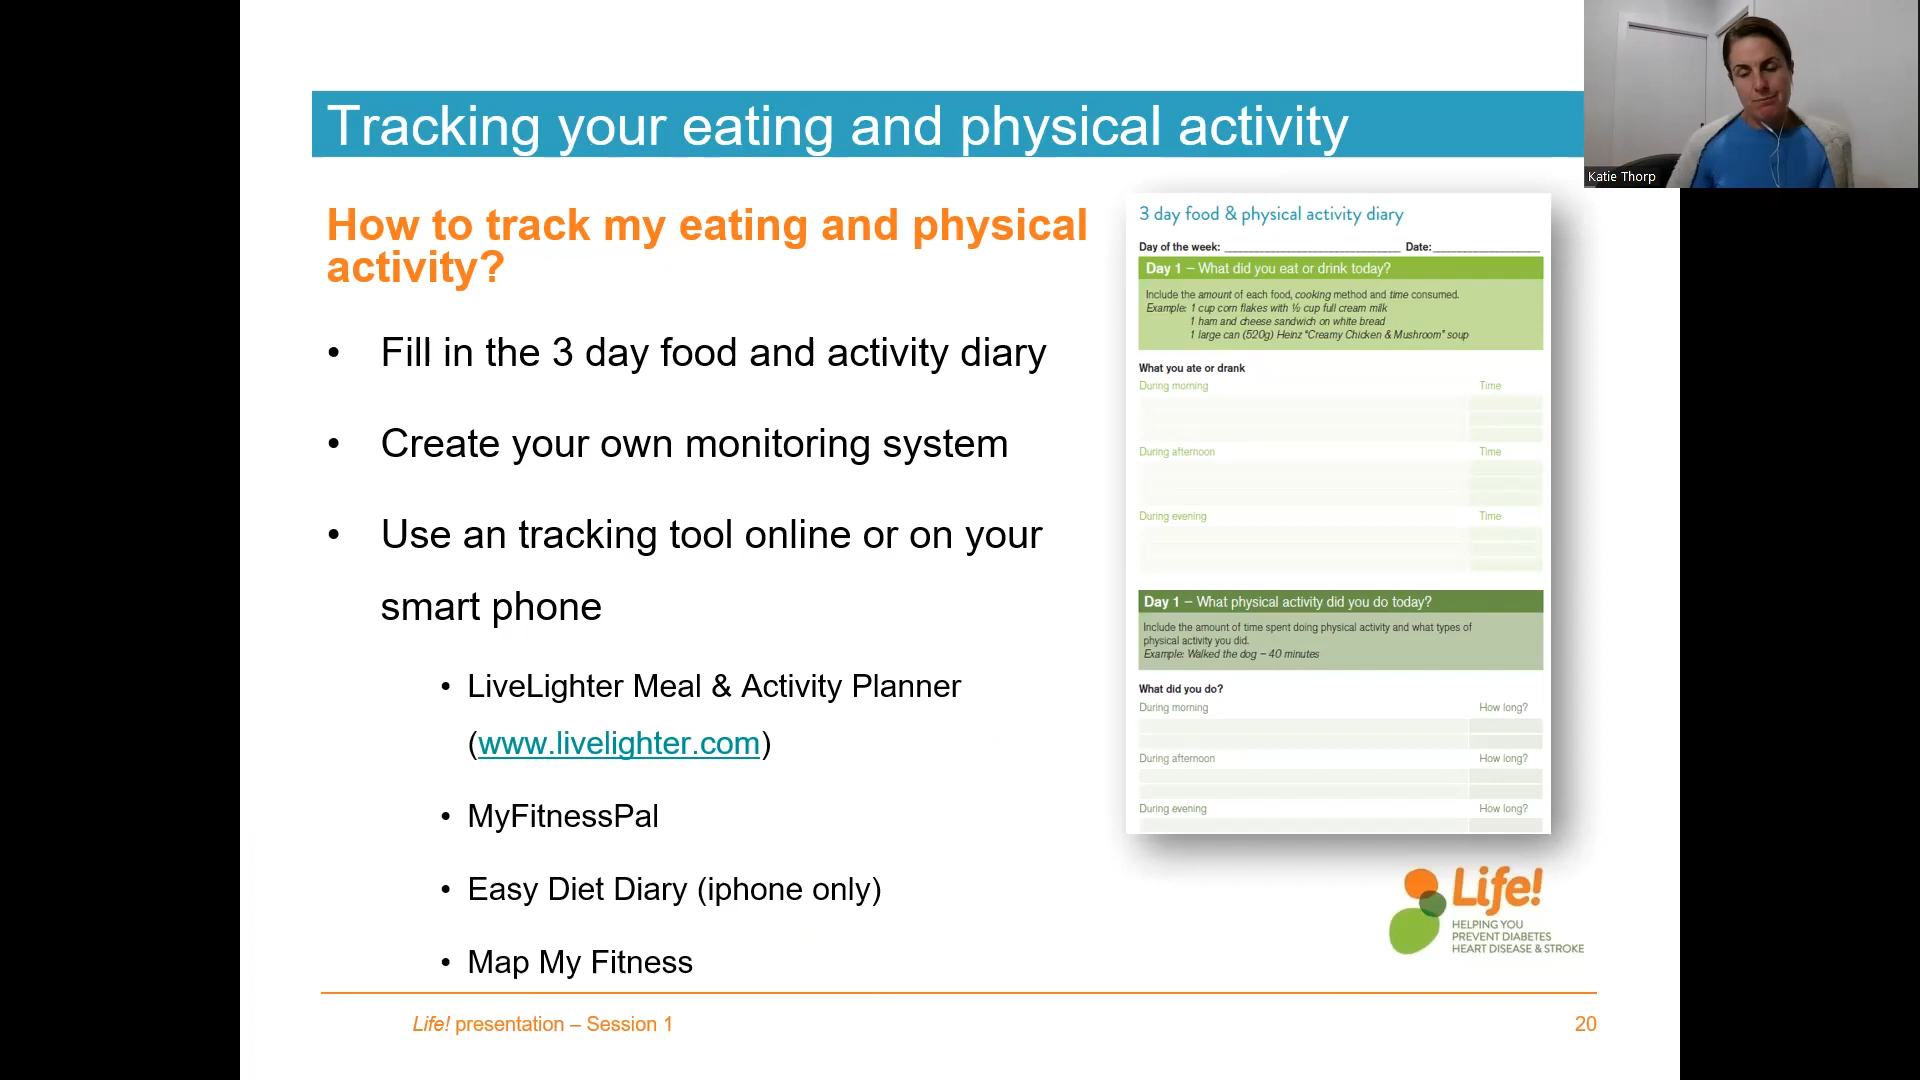 Tracking your eating and physical activity
Katie Thorp
How to track my eating and physical
activity?
• Fill in the 3 day food and activity diary
• Create your own monitoring system
• Use an tracking tool online or on your
smart phone
• LiveLighter Meal & Activity Planner
(www.livelighter.com)
• MyFitnessPal
• Easy Diet Diary (iphone only)
• Map My Fitness
3 day food & physical activity diary
Day of the week: Date:
Day 1 – What did you eat or drink today?
Include the amount of each food, cooking method and time consumed.
Example: 1 cup corn flakes with ½ cup full cream milk
1 ham and cheese sandwich on white bread
1 large can (520g) Heinz “Creamy Chicken & Mushroom” soup
What you ate or drank
During morning Time
During afternoon Time
During evening Time
Day 1 – What physical activity did you do today?
Include the amount of time spent doing physical activity and what types of
physical activity you did.
Example: Walked the dog – 40 minutes
What did you do?
During morning How long?
During afternoon How long?
During evening How long?
Life!
HELPING YOU
PREVENT DIABETES
HEART DISEASE & STROKE
Life! presentation – Session 1 20